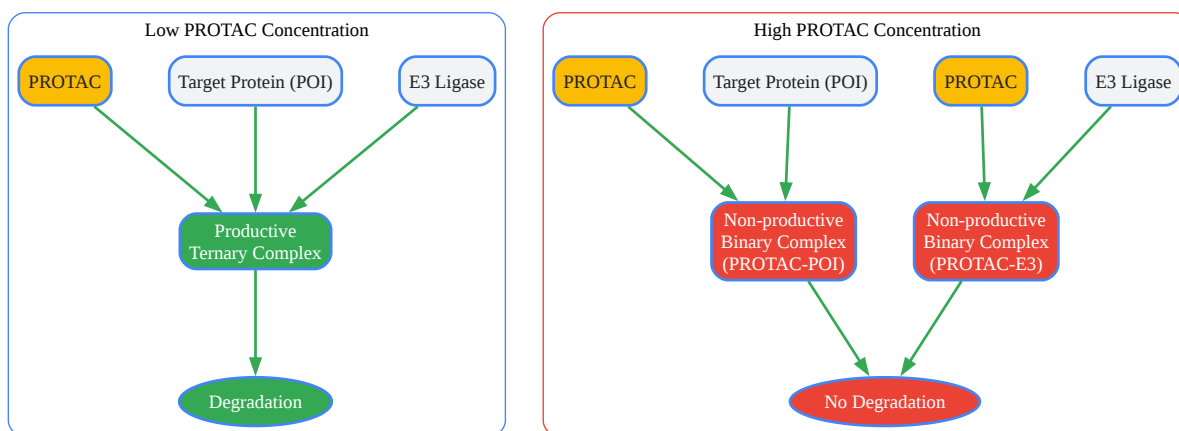 Low PROTAC Concentration
PROTAC
Target Protein (POI)
E3 Ligase
Productive
Ternary Complex
Degradation
High PROTAC Concentration
PROTAC
Target Protein (POI)
PROTAC
E3 Ligase
Non-productive
Binary Complex
(PROTAC-POI)
Non-productive
Binary Complex
(PROTAC-E3)
No Degradation